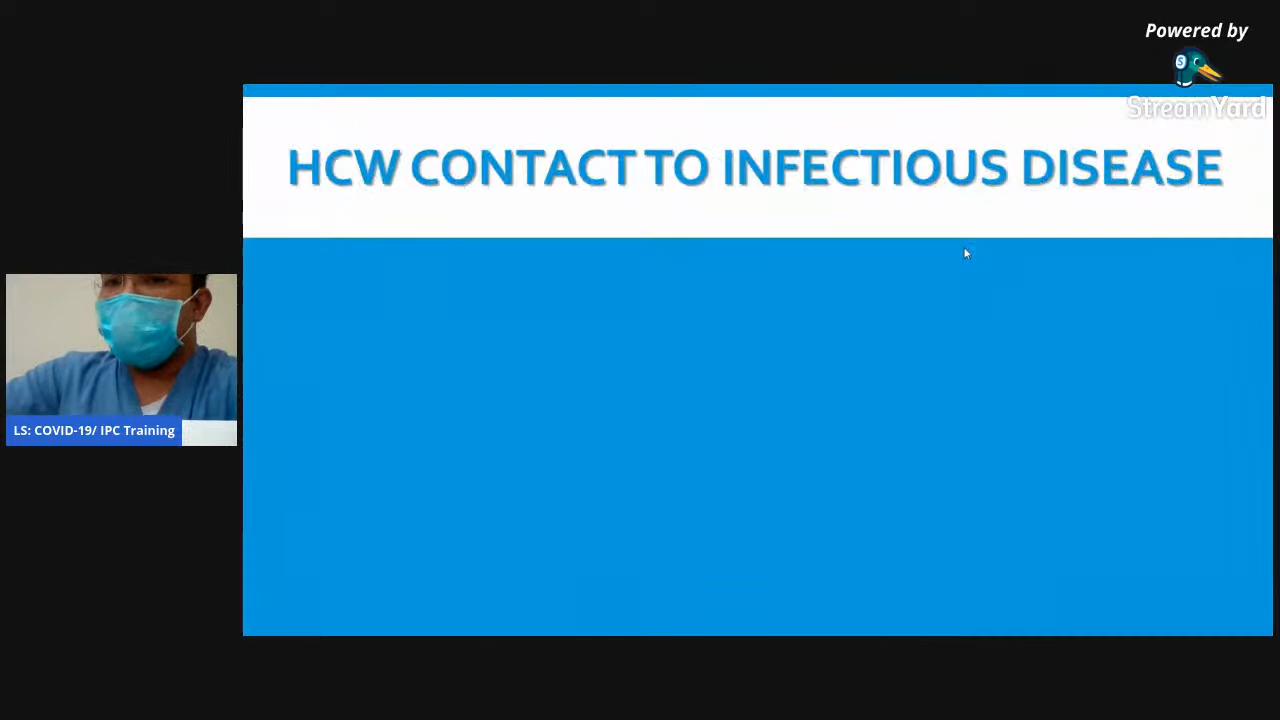 Powered by
StreamYard
HCW CONTACT TO INFECTIOUS DISEASE
LS: COVID-19/ IPC Training